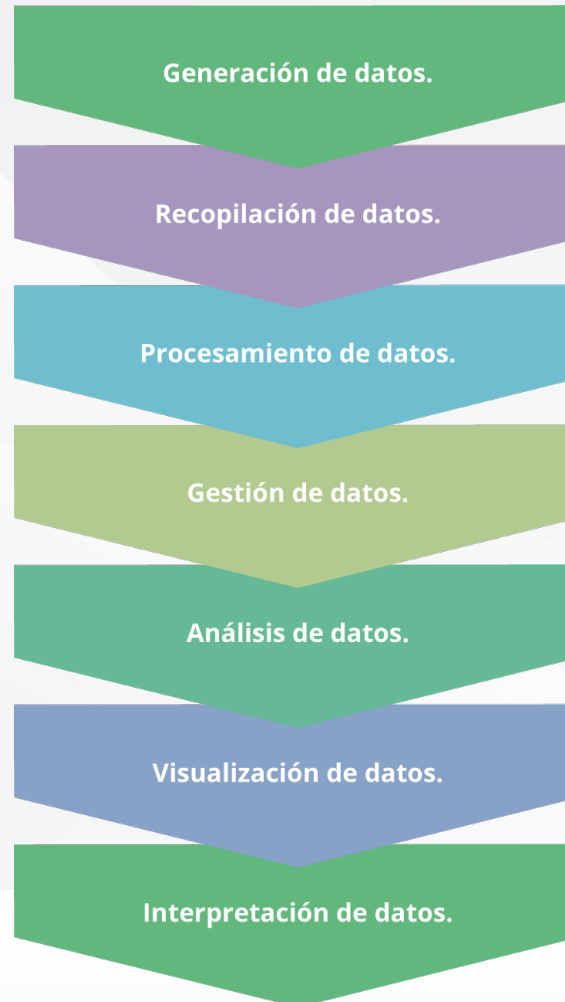 Generación de datos.
Recopilación de datos.
Procesamiento de datos.
Gestión de datos.
Análisis de datos.
Visualización de datos.
Interpretación de datos.